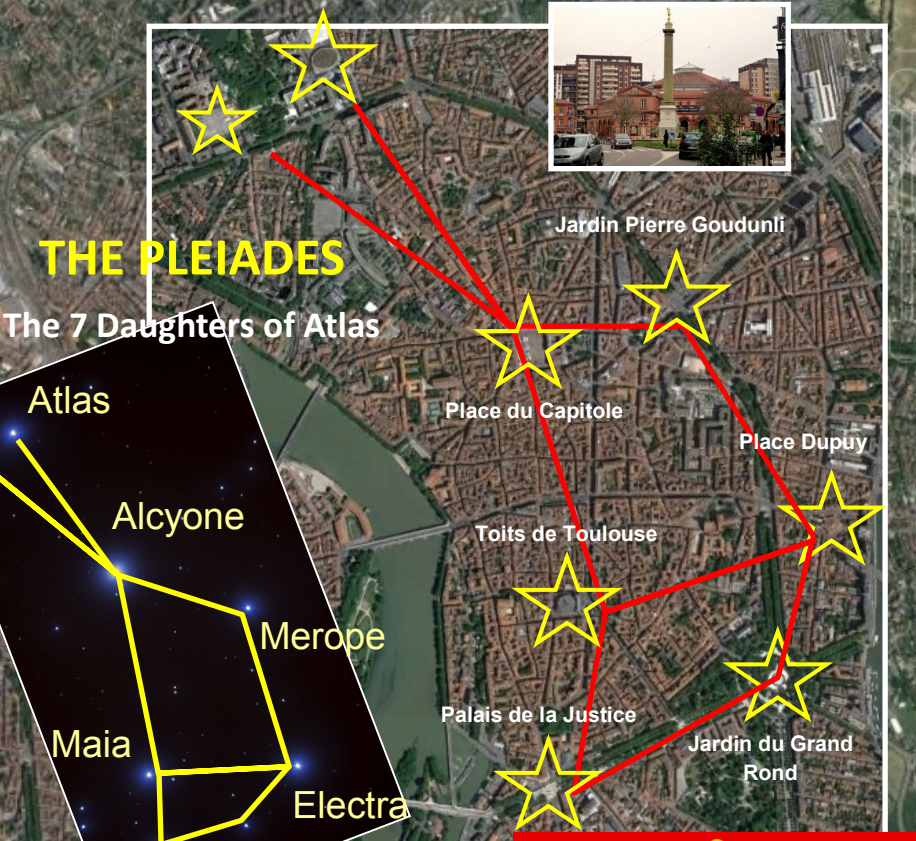 Jardin Pierre Goudunli
THE PLEIADES
The 7 Daughters of Atlas
Atlas
Place du Capitole
Place Dupuy
Alcyone
Toits de Toulouse
Merope
Palais de la Justice
Maia
Jardin du Grand
Rond
Electra